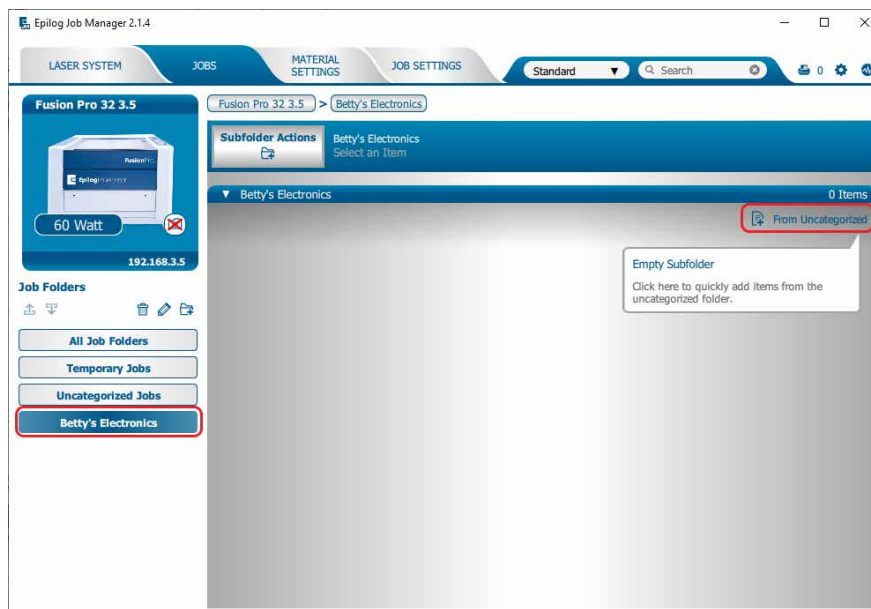 Epilog Job Manager 2.1.4
LASER SYSTEM
JOBS
MATERIAL
SETTINGS
JOB SETTINGS
Standard
Search
0
Fusion Pro 32 3.5
FusionPro
60 Watt
192.168.3.5
Job Folders
All Job Folders
Temporary Jobs
Uncategorized Jobs
Betty's Electronics
Fusion Pro 32 3.5 > Betty's Electronics
Subfolder Actions
Betty's Electronics
Select an Item
Betty's Electronics
0 Items
From Uncategorized
Empty Subfolder
Click here to quickly add items from the
uncategorized folder.